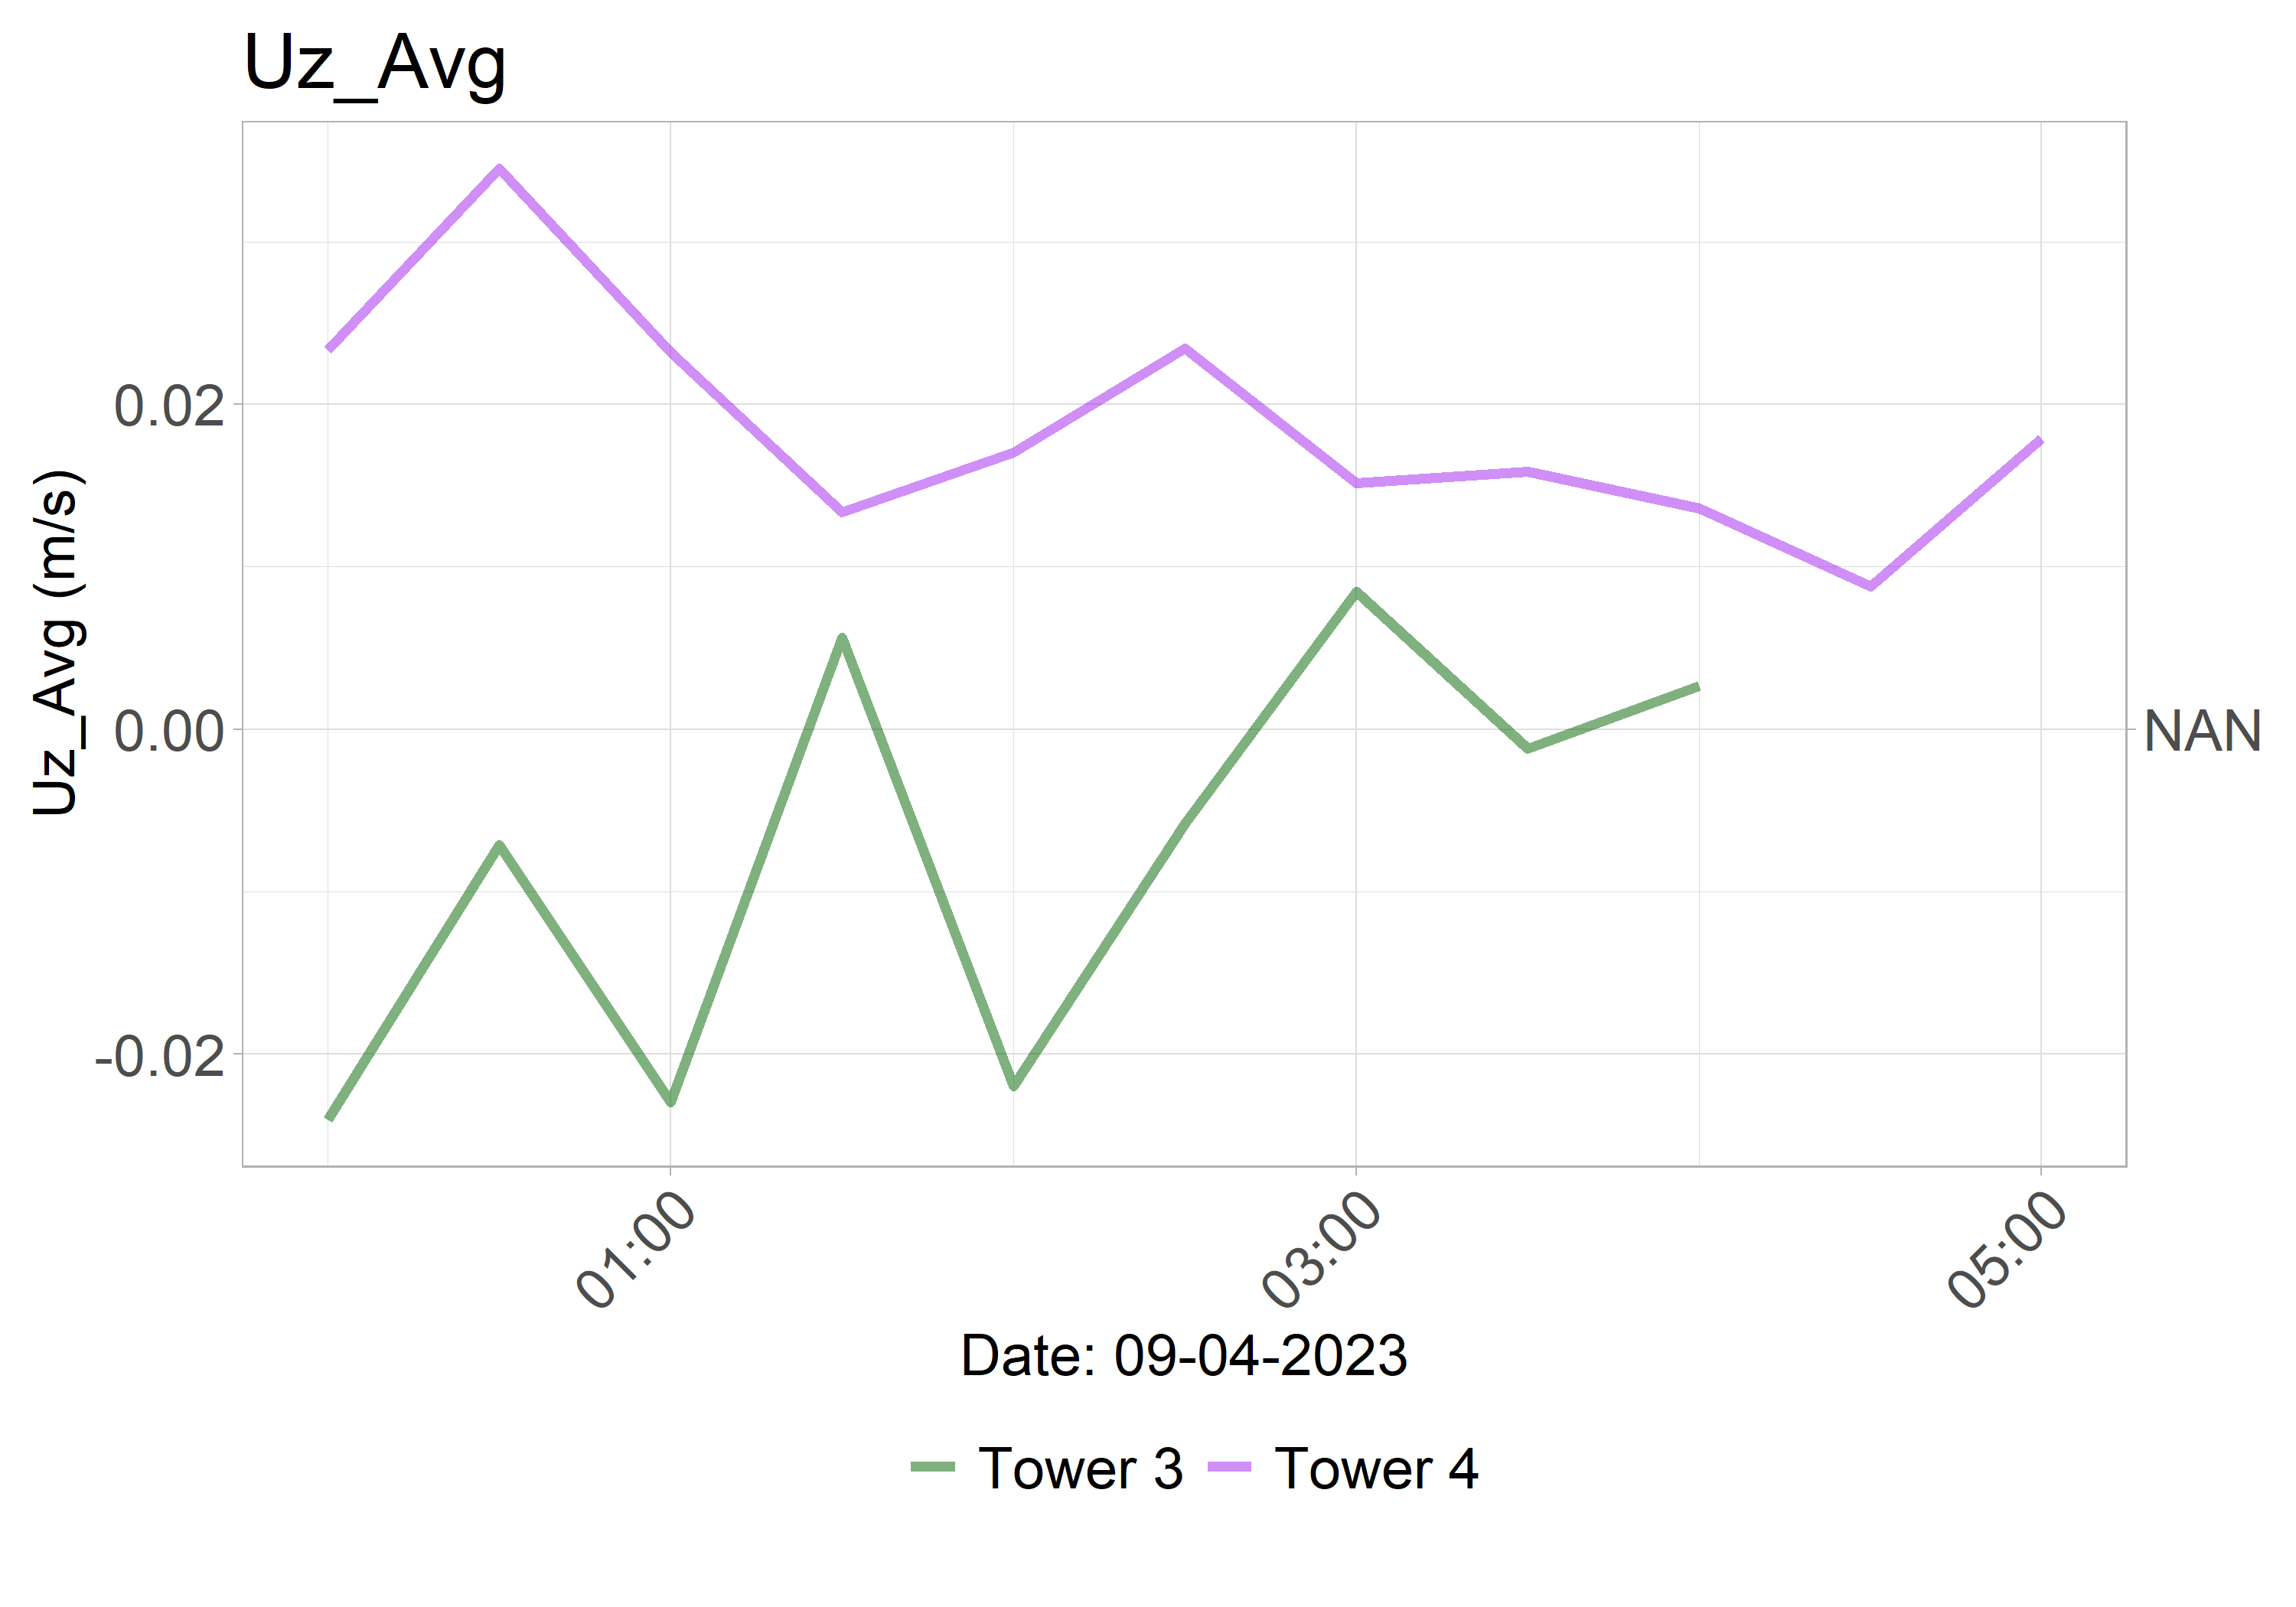 Uz_Avg
Uz_Avg (m/s)
0.02
0.00
-0.02
NAN
01:00
03:00
05:00
Date: 09-04-2023
Tower 3
Tower 4